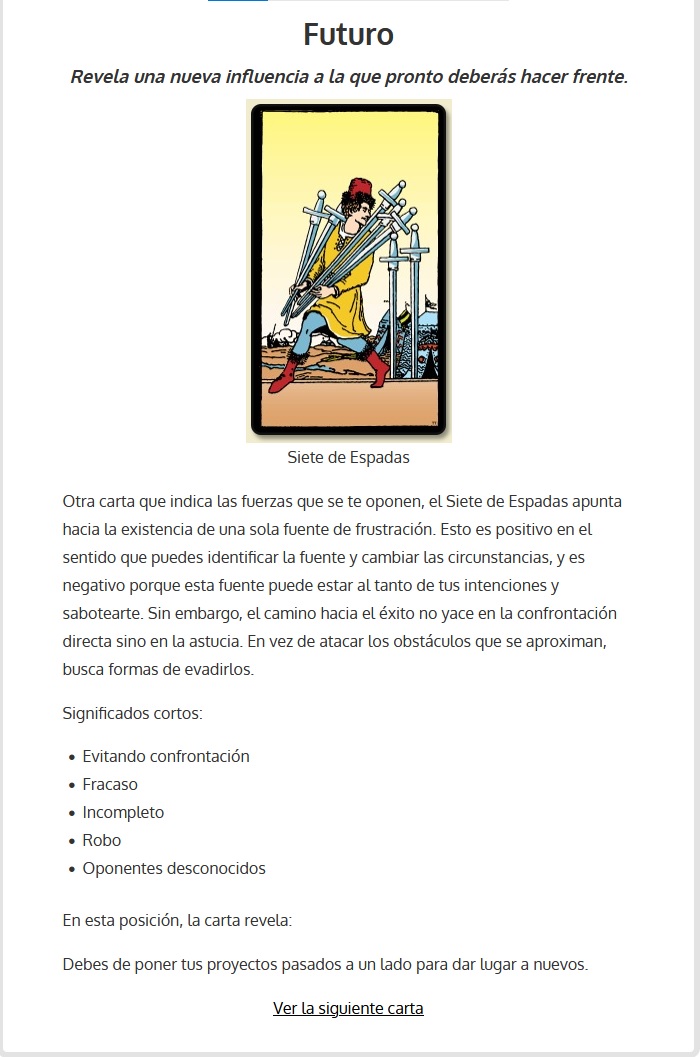 Futuro
Revela una nueva influencia a la que pronto deberás hacer frente.
Siete de Espadas
Otra carta que indica las fuerzas que se te oponen, el Siete de Espadas apunta
hacia la existencia de una sola fuente de frustración. Esto es positivo en el
sentido que puedes identificar la fuente y cambiar las circunstancias, y es
negativo porque esta fuente puede estar al tanto de tus intenciones y
sabotearte. Sin embargo, el camino hacia el éxito no yace en la confrontación
directa sino en la astucia. En vez de atacar los obstáculos que se aproximan,
busca formas de evadirlos.
Significados cortos:
Evitando confrontación
Fracaso
Incompleto
Robo
Oponentes desconocidos
En esta posición, la carta revela:
Debes de poner tus proyectos pasados a un lado para dar lugar a nuevos.
Ver la siguiente carta